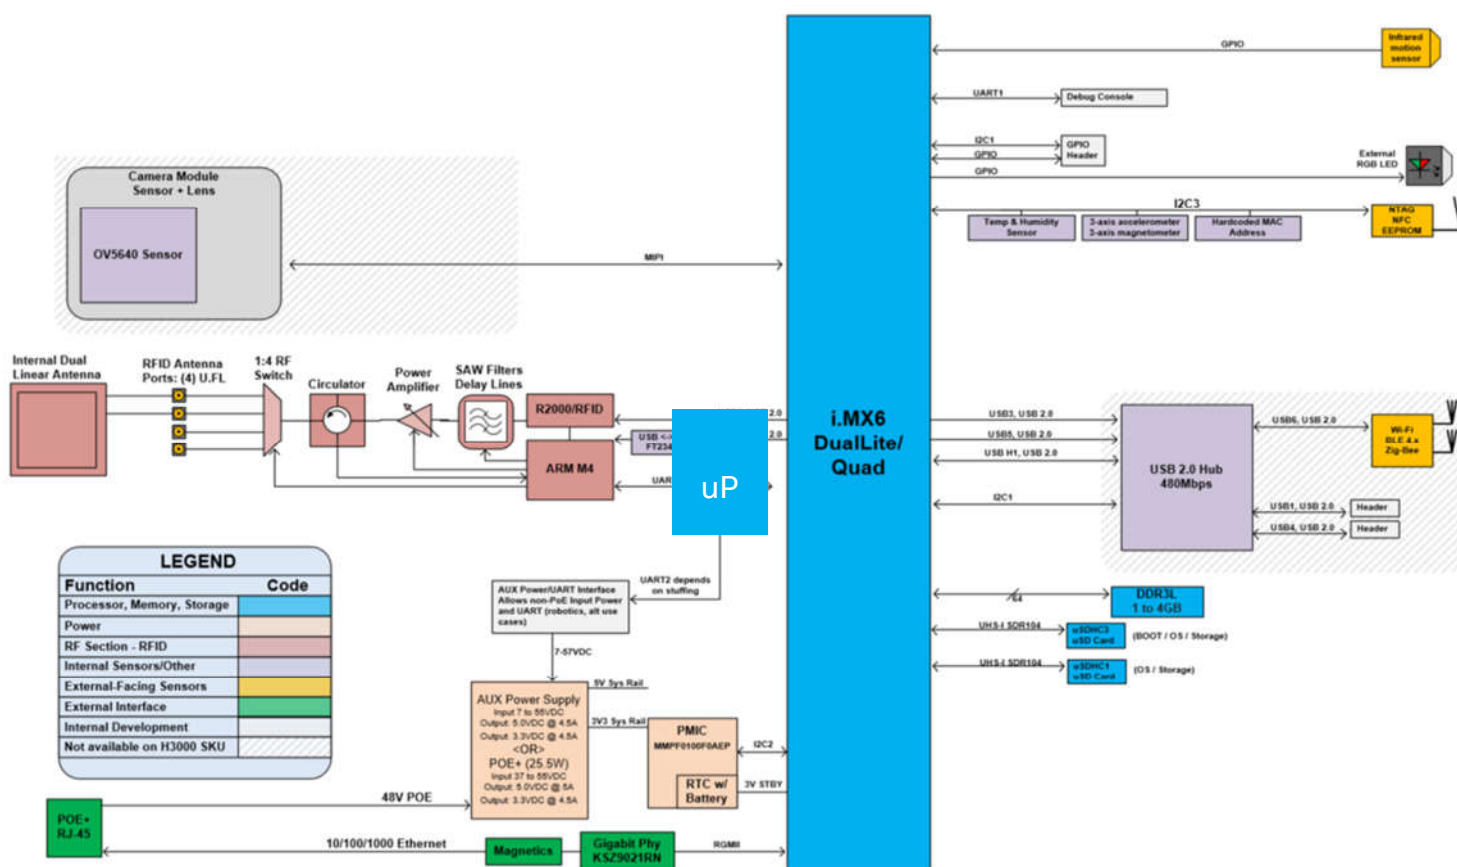 GPIO
Infrared
motion
sensor
UART1
Debug Console
I2C1
GPIO
GPIO
Header
GPIO
External
RGB LED
I2C3
Temp & Humidity
Sensor
3-axis accelerometer
3-axis magnetometer
Hardcoded MAC
Address
NTAG
NFC
EEPROM
Camera Module
Sensor + Lens
OV5640 Sensor
MIPI
i.MX6
DualLite/
Quad
Internal Dual
Linear Antenna
RFID Antenna
Ports: (4) U.FL
1:4 RF
Switch
Circulator
Power
Amplifier
SAW Filters
Delay Lines
R2000/RFID
ARM M4
2.0
USB <->
FT234
2.0
UAR
uP
USB3, USB 2.0
USB5, USB 2.0
USB H1, USB 2.0
I2C1
USB 2.0 Hub
480Mbps
USB6, USB 2.0
Wi-Fi
BLE 4.x
Zig-Bee
USB1, USB 2.0
Header
USB4, USB 2.0
Header
64
DDR3L
1 to 4GB
UHS-I SDR104
uSDHC3
uSD Card
(BOOT / OS / Storage)
UHS-I SDR104
uSDHC1
uSD Card
(OS / Storage)
LEGEND
Function Code
Processor, Memory, Storage
Power
RF Section - RFID
Internal Sensors/Other
External-Facing Sensors
External Interface
Internal Development
Not available on H3000 SKU
AUX Power/UART Interface
Allows non-PoE Input Power
and UART (robotics, alt use
cases)
UART2 depends
on stuffing
7-57VDC
AUX Power Supply
Input 7 to 55VDC
Output: 5.0VDC @ 4.5A
Output: 3.3VDC @ 4.5A
<OR>
POE+ (25.5W)
Input 37 to 55VDC
Output: 5.0VDC @ 5A
Output: 3.3VDC @ 4.5A
5V Sys Rail
3V3 Sys Rail
PMIC
MMPF0100F0AEP
RTC w/
Battery
I2C2
3V STBY
POE+
RJ-45
48V POE
10/100/1000 Ethernet
Magnetics
Gigabit Phy
KSZ9021RN
RGMII